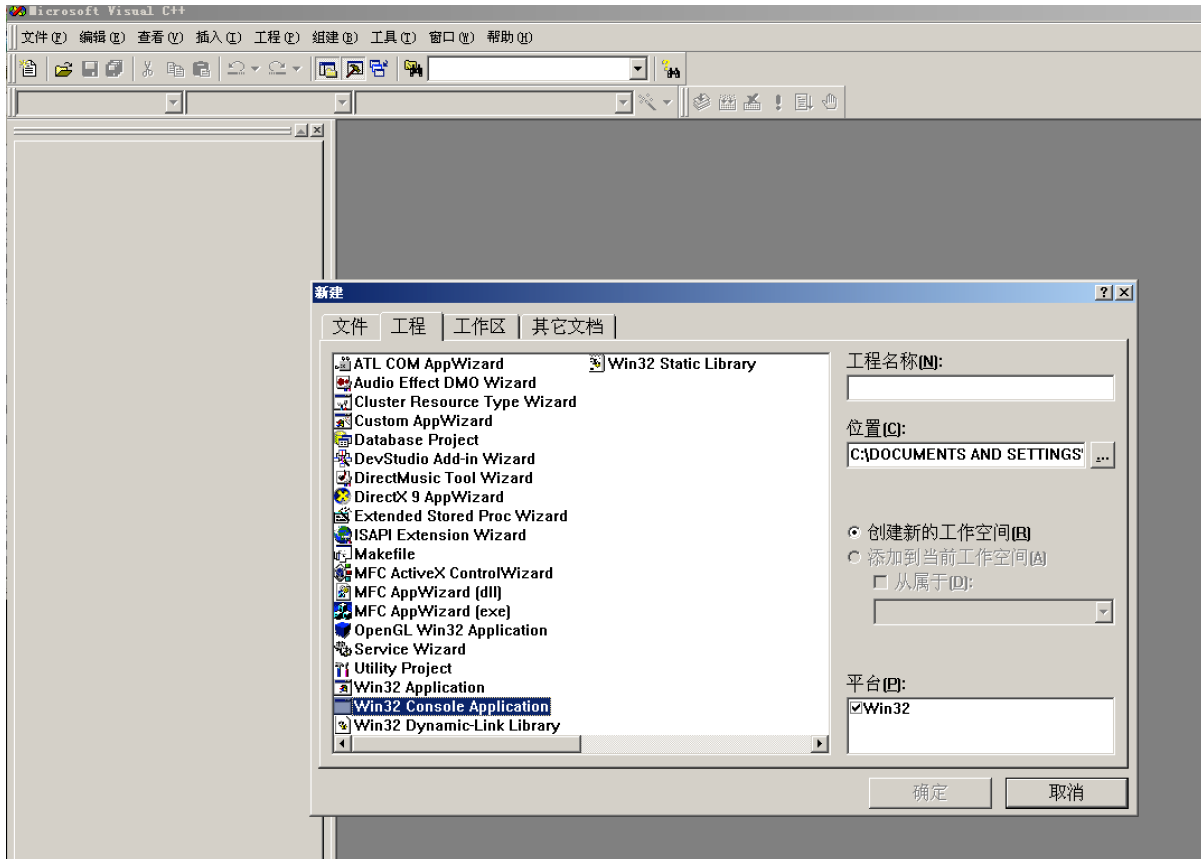 Microsoft Visual C++
文件(F) 编辑(E) 查看(V) 插入(I) 工程(P) 组建(B) 工具(T) 窗口(W) 帮助(H)
新建
文件 工程 工作区 其它文档
ATL COM AppWizard
Audio Effect DMO Wizard
Cluster Resource Type Wizard
Custom AppWizard
Database Project
DevStudio Add-in Wizard
DirectMusic Tool Wizard
DirectX 9 AppWizard
Extended Stored Proc Wizard
ISAPI Extension Wizard
Makefile
MFC ActiveX ControlWizard
MFC AppWizard (dll)
MFC AppWizard (exe)
OpenGL Win32 Application
Service Wizard
Utility Project
Win32 Application
Win32 Console Application
Win32 Dynamic-Link Library
Win32 Static Library
工程名称(N):
位置(C):
C:\DOCUMENTS AND SETTINGS\
...
创建新的工作空间(R)
添加到当前工作空间(A)
从属于(D):
平台(P):
Win32
确定 取消